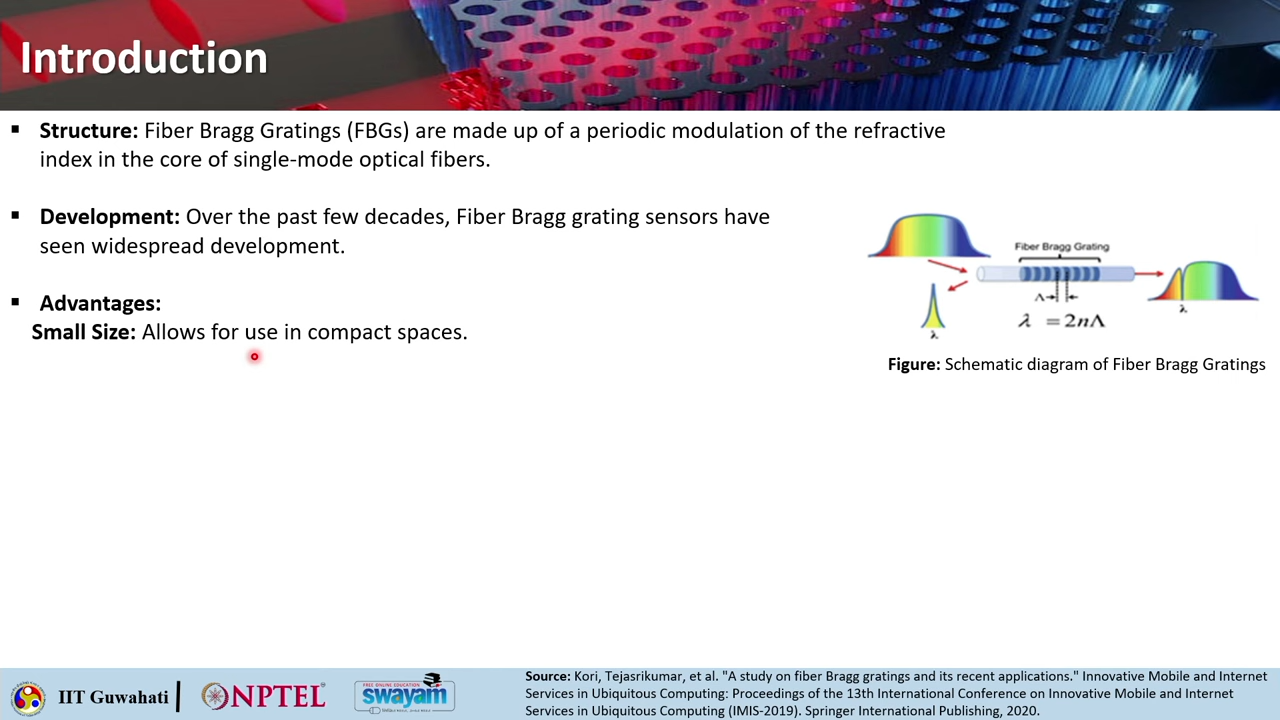 Introduction
▪ Structure: Fiber Bragg Gratings (FBGs) are made up of a periodic modulation of the refractive
index in the core of single-mode optical fibers.
▪ Development: Over the past few decades, Fiber Bragg grating sensors have
seen widespread development.
▪ Advantages:
Small Size: Allows for use in compact spaces.
Fiber Bragg Grating
Λ
λ
λ
λ = 2nΛ
Figure: Schematic diagram of Fiber Bragg Gratings
IIT Guwahati
NPTEL
FREE ONLINE EDUCATION
swayam
Source: Kori, Tejasrikumar, et al. "A study on fiber Bragg gratings and its recent applications." Innovative Mobile and Internet
Services in Ubiquitous Computing: Proceedings of the 13th International Conference on Innovative Mobile and Internet
Services in Ubiquitous Computing (IMIS-2019). Springer International Publishing, 2020.